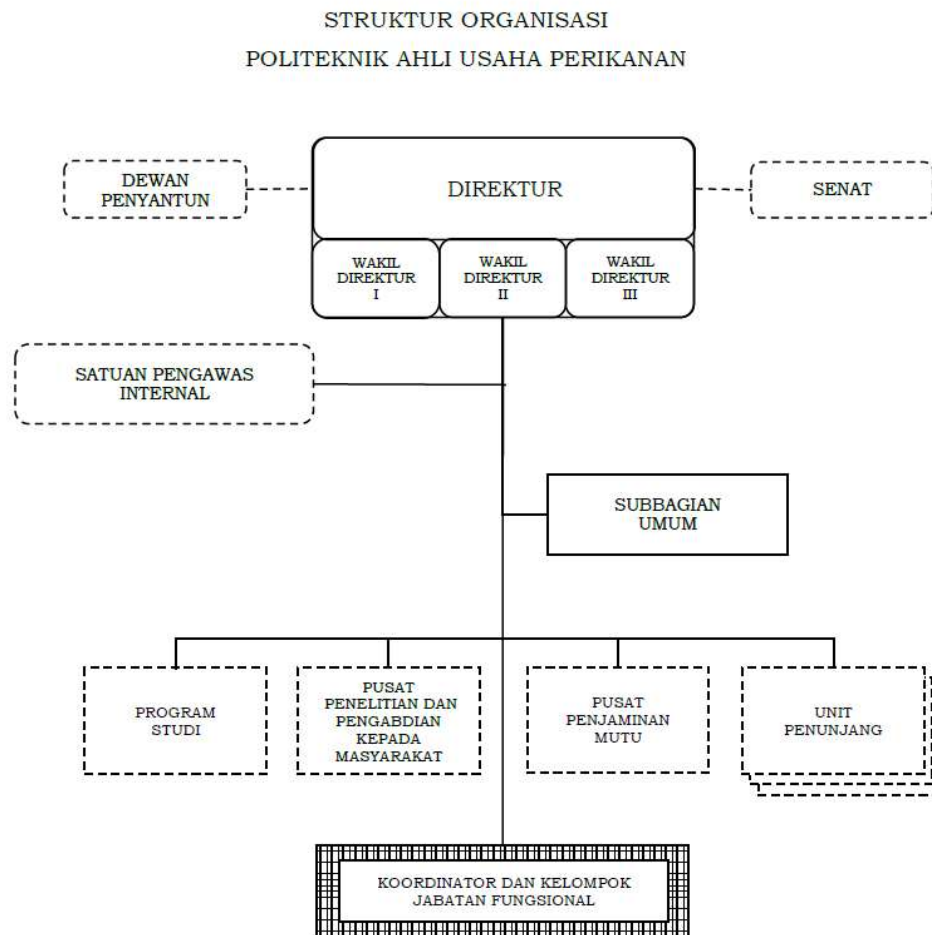 STRUKTUR ORGANISASI
POLITEKNIK AHLI USAHA PERIKANAN
DEWAN
PENYANTUN
DIREKTUR
SENAT
WAKIL
DIREKTUR
I
WAKIL
DIREKTUR
II
WAKIL
DIREKTUR
III
SATUAN PENGAWAS
INTERNAL
SUBBAGIAN
UMUM
PROGRAM
STUDI
PUSAT
PENELITIAN DAN
PENGABDIAN
KEPADA
MASYARAKAT
PUSAT
PENJAMINAN
MUTU
UNIT
PENUNJANG
KOORDINATOR DAN KELOMPOK
JABATAN FUNGSIONAL